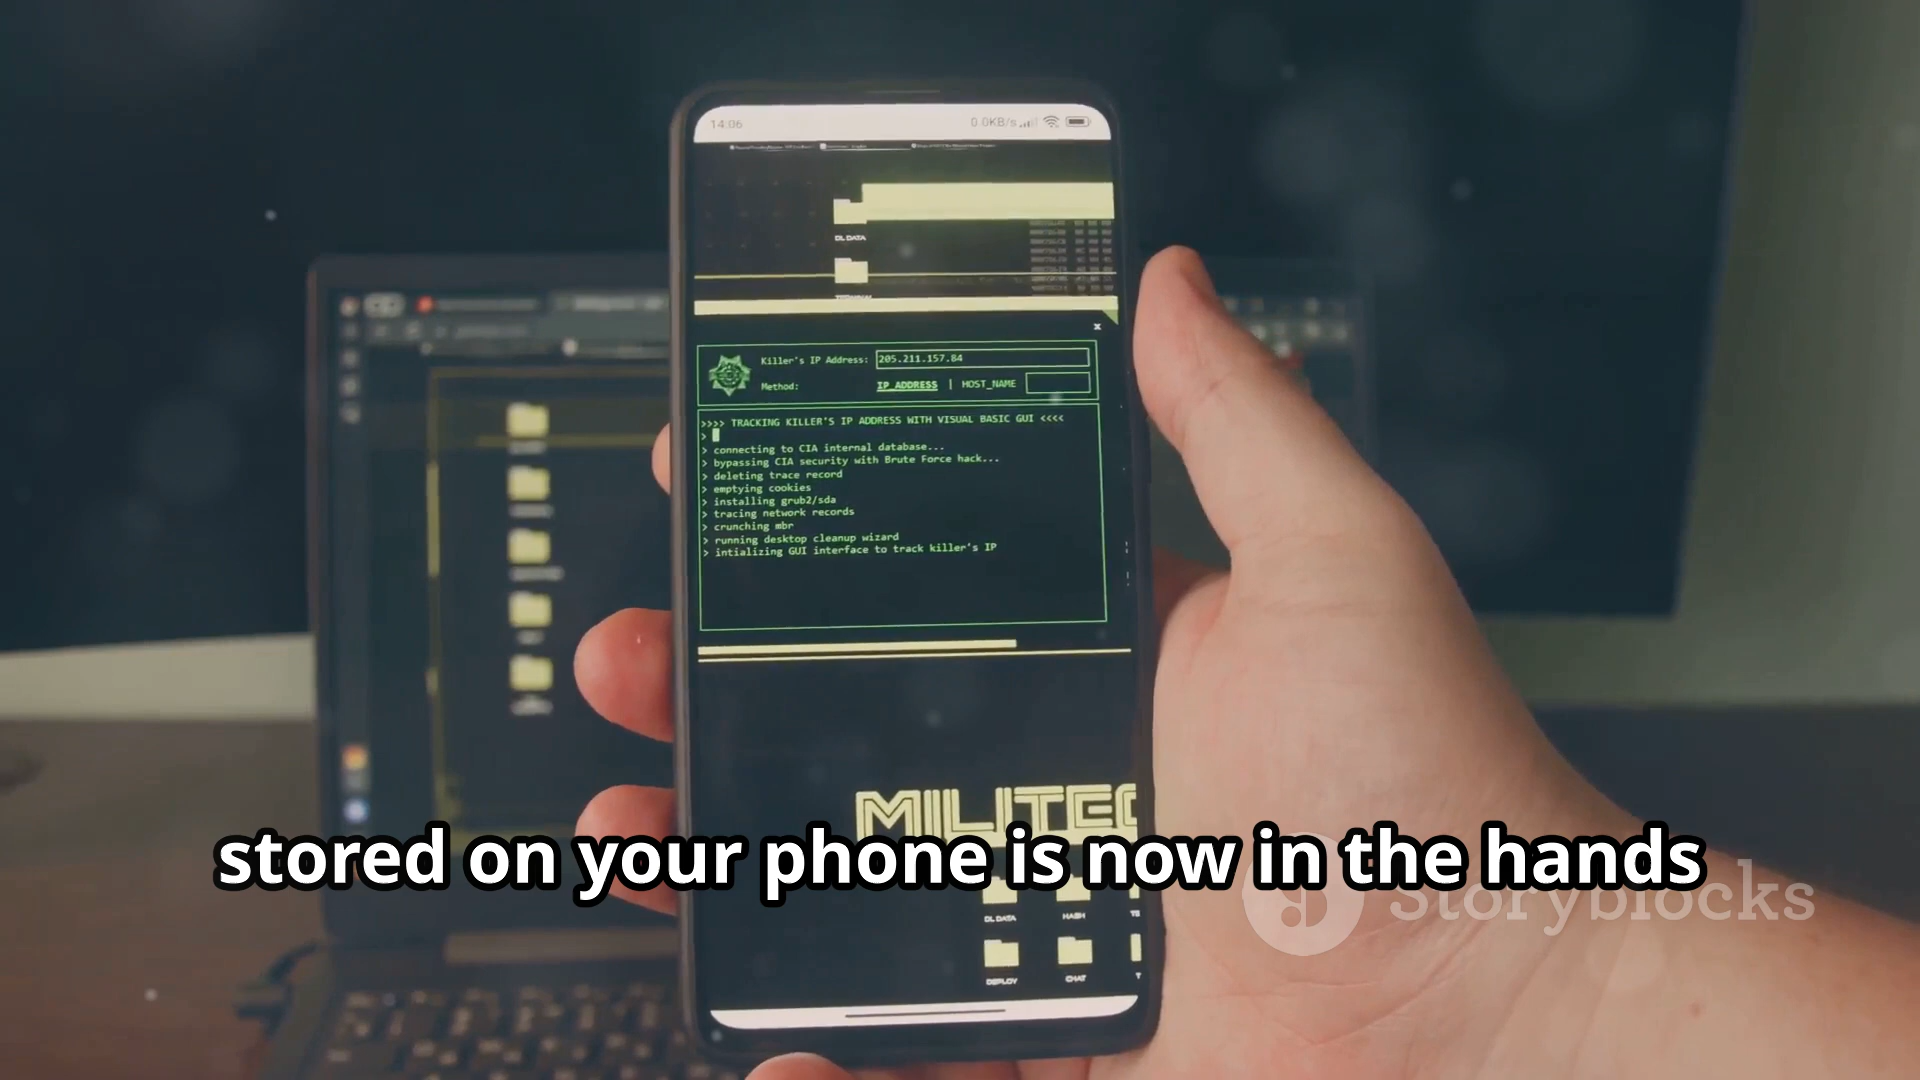 14:06
0.0KB/s
DL DATA
Killer's IP Address: 205.211.157.84
Method: IP_ADDRESS | HOST_NAME
>>>> TRACKING KILLER'S IP ADDRESS WITH VISUAL BASIC GUI <<<<
>
> connecting to CIA internal database...
> bypassing CIA security with Brute Force hack...
> deleting trace record
> emptying cookies
> installing grub2/sda
> tracing network records
> crunching mbr
> running desktop cleanup wizard
> intializing GUI interface to track killer's IP
MILITEC
stored on your phone is now in the hands
Storyblocks
DL DATA HASH TE
DEPLOY CHAT T